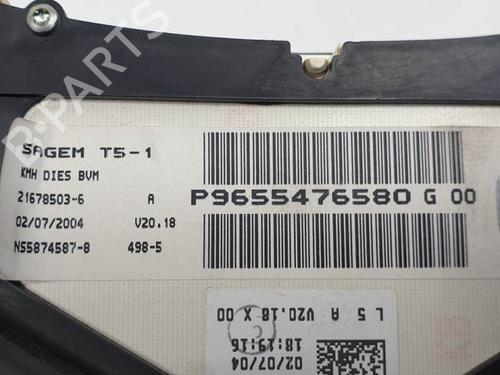 B-PARTS
SAGEM T5-1
KMH DIES BVM
21678503-6 A
02/07/2004 V20.18
NS5874587-8 498-5
P9655476580 G 00
L 5 A V20.18 X 00
18:19:16
02/07/04